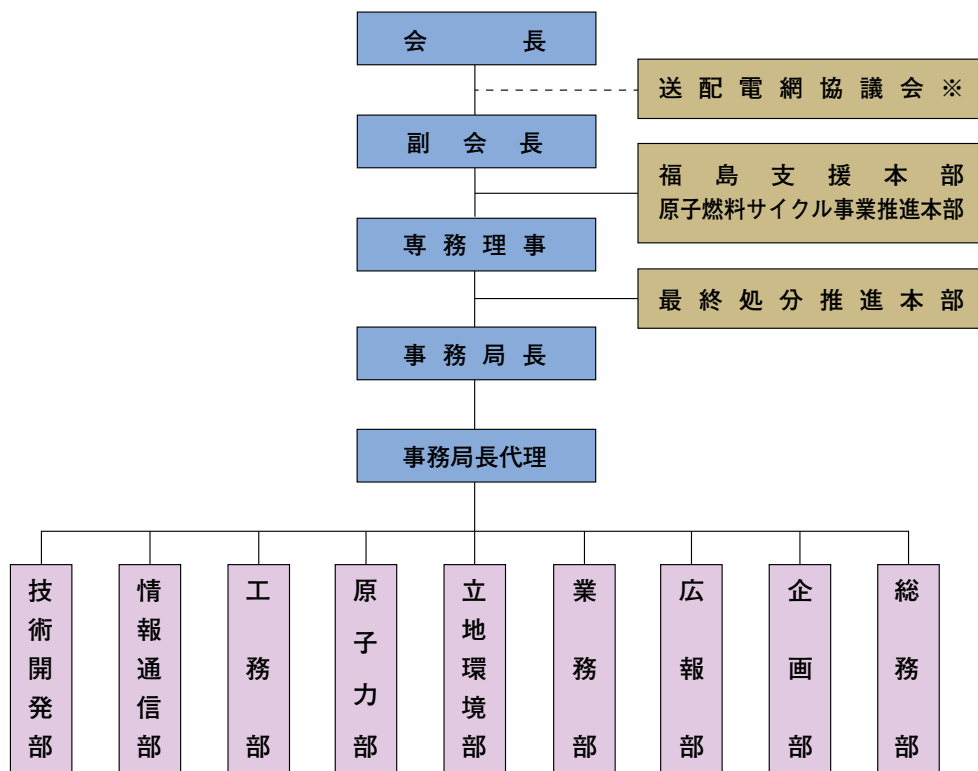 会長
送配電網協議会※
副会長
福島支援本部
原子燃料サイクル事業推進本部
専務理事
最終処分推進本部
事務局長
事務局長代理
技術開発部
情報通信部
工務部
原子力部
立地環境部
業務部
広報部
企画部
総務部